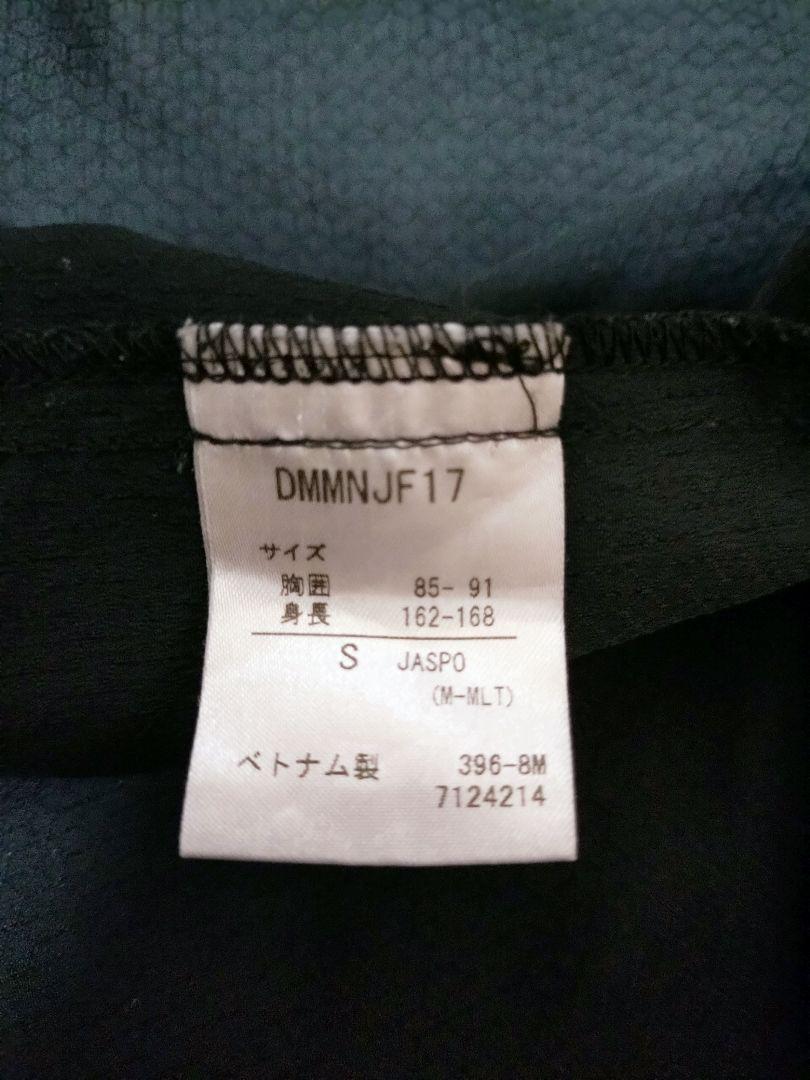 DMMNJF17
サイズ
胸囲 85- 91
身長 162-168
S JASPO
(M-MLT)
ベトナム製 396-8M
7124214